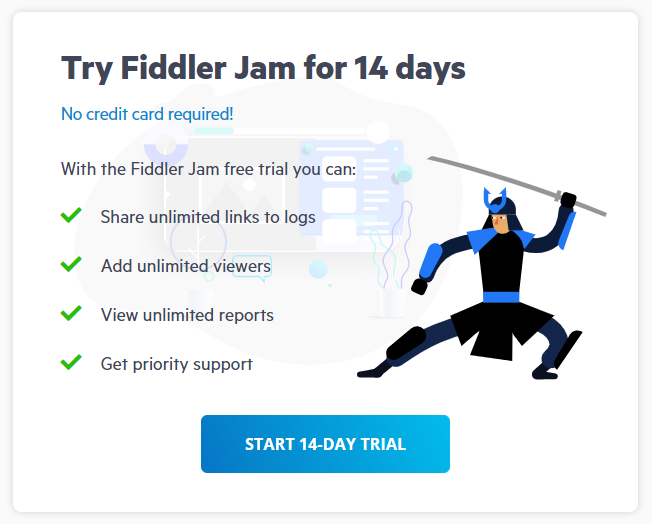 Try Fiddler Jam for 14 days
No credit card required!
With the Fiddler Jam free trial you can:
Share unlimited links to logs
Add unlimited viewers
View unlimited reports
Get priority support
START 14-DAY TRIAL